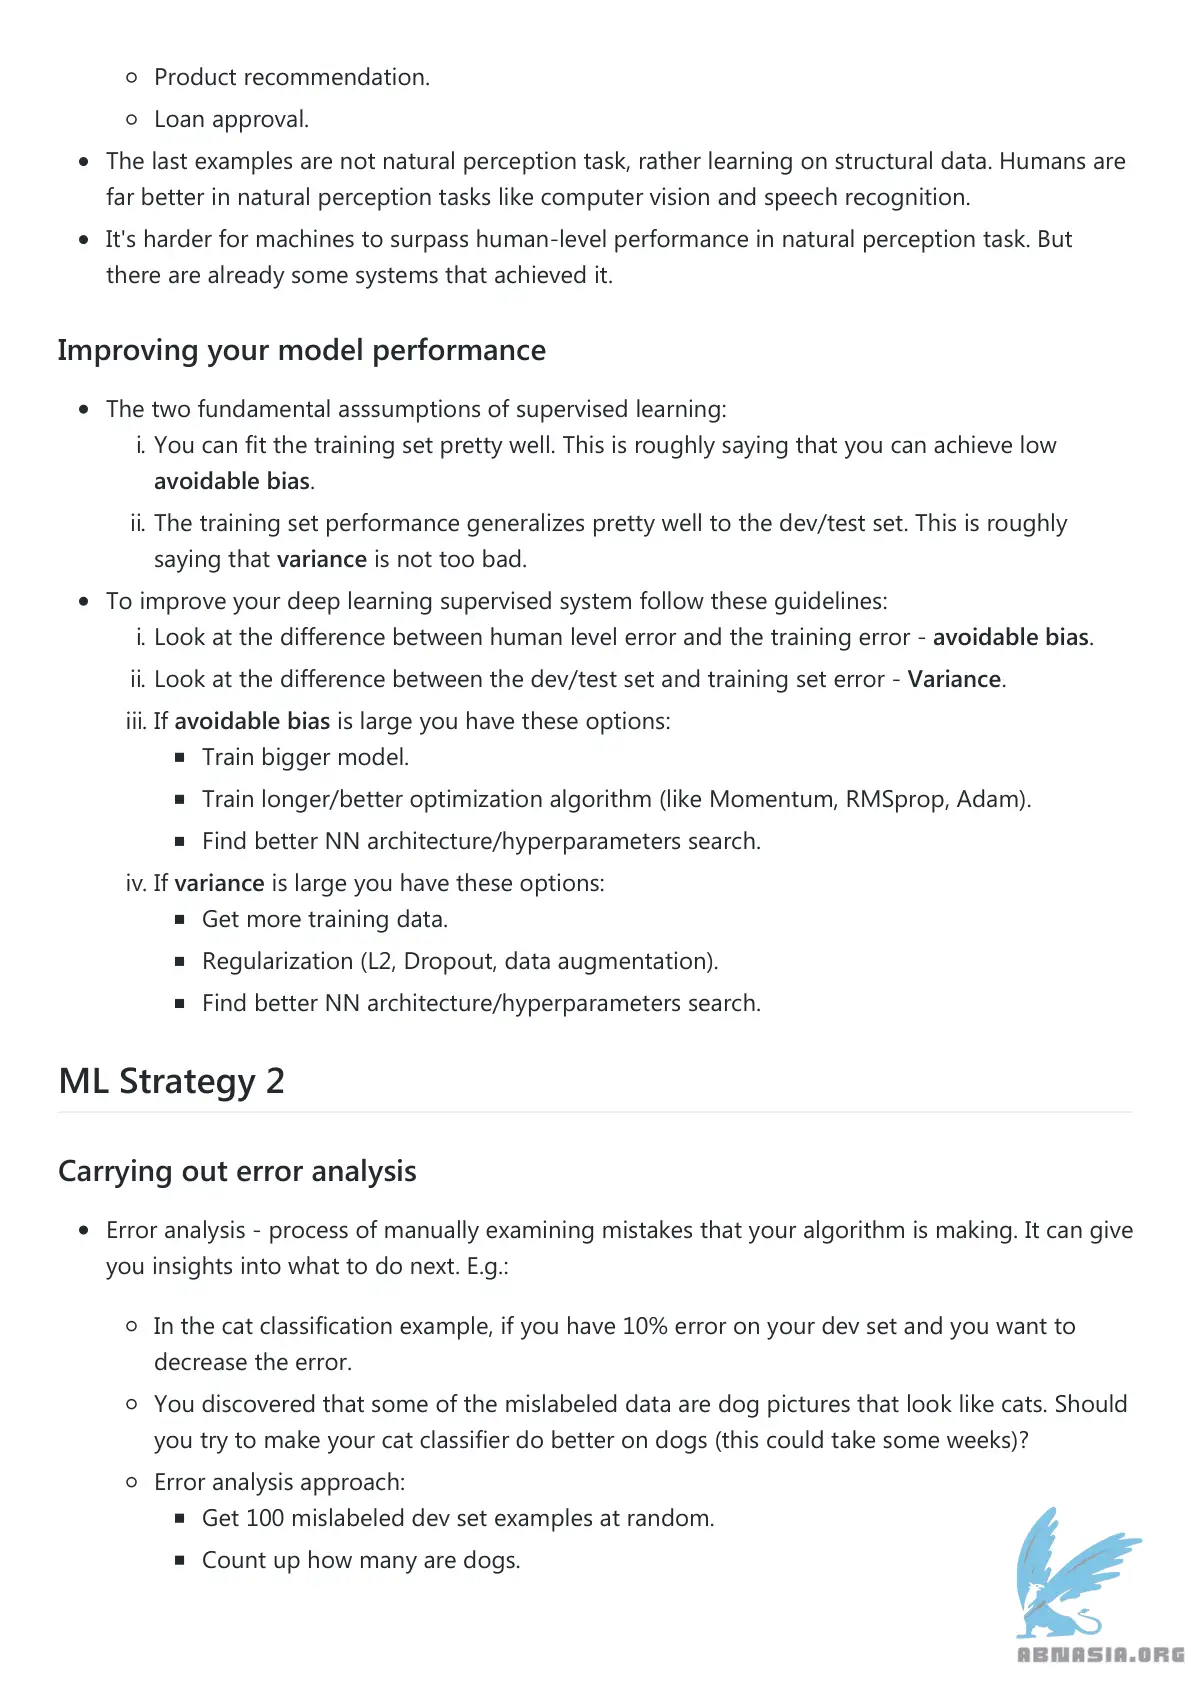 Product recommendation.
Loan approval.
The last examples are not natural perception task, rather learning on structural data. Humans are
far better in natural perception tasks like computer vision and speech recognition.
It's harder for machines to surpass human-level performance in natural perception task. But
there are already some systems that achieved it.
Improving your model performance
The two fundamental asssumptions of supervised learning:
i. You can fit the training set pretty well. This is roughly saying that you can achieve low
avoidable bias.
ii. The training set performance generalizes pretty well to the dev/test set. This is roughly
saying that variance is not too bad.
To improve your deep learning supervised system follow these guidelines:
i. Look at the difference between human level error and the training error - avoidable bias.
ii. Look at the difference between the dev/test set and training set error - Variance.
iii. If avoidable bias is large you have these options:
Train bigger model.
Train longer/better optimization algorithm (like Momentum, RMSprop, Adam).
Find better NN architecture/hyperparameters search.
iv. If variance is large you have these options:
Get more training data.
Regularization (L2, Dropout, data augmentation).
Find better NN architecture/hyperparameters search.
ML Strategy 2
Carrying out error analysis
Error analysis - process of manually examining mistakes that your algorithm is making. It can give
you insights into what to do next. E.g.:
In the cat classification example, if you have 10% error on your dev set and you want to
decrease the error.
You discovered that some of the mislabeled data are dog pictures that look like cats. Should
you try to make your cat classifier do better on dogs (this could take some weeks)?
Error analysis approach:
Get 100 mislabeled dev set examples at random.
Count up how many are dogs.
ABNASIA.ORG